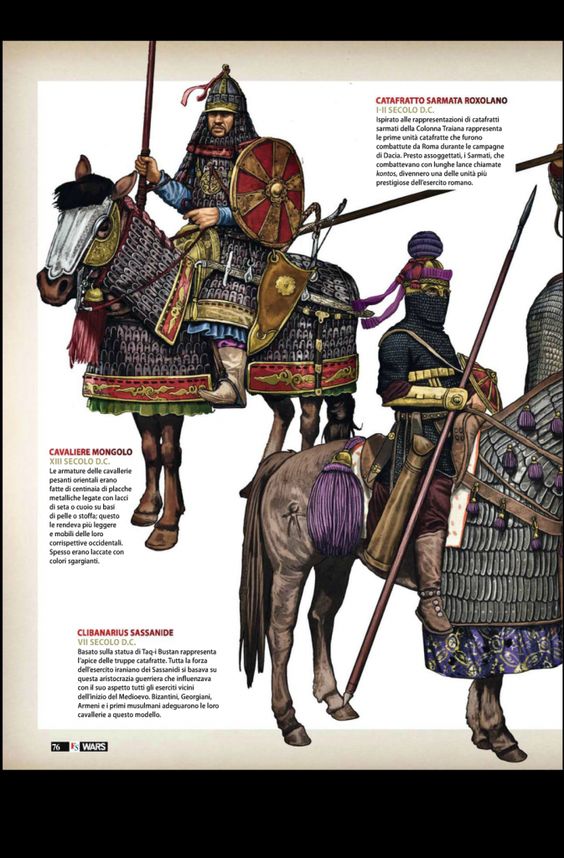 CATAFRATTO SARMATA ROXOLANO
I-II SECOLO D.C.
Ispirato alle rappresentazioni di catafratti
sarmati della Colonna Traiana rappresenta
le prime unità catafratte che furono
combattute da Roma durante le campagne
di Dacia. Presto assoggettati, i Sarmati, che
combattevano con lunghe lance chiamate
kontos, divennero una delle unità più
prestigiose dell'esercito romano.
CAVALIERE MONGOLO
XIII SECOLO D.C.
Le armature delle cavallerie
pesanti orientali erano
fatte di centinaia di placche
metalliche legate con lacci
di seta o cuoio su basi
di pelle o stoffa; questo
le rendeva più leggere
e mobili delle loro
corrispettive occidentali.
Spesso erano laccate con
colori sgargianti.
CLIBANARIUS SASSANIDE
VII SECOLO D.C.
Basato sulla statua di Taq-i Bustan rappresenta
l'apice delle truppe catafratte. Tutta la forza
dell'esercito iraniano dei Sassanidi si basava su
questa aristocrazia guerriera che influenzava
con il suo aspetto tutti gli eserciti vicini
dell'inizio del Medioevo. Bizantini, Georgiani,
Armeni e i primi musulmani adeguarono le loro
cavallerie a questo modello.
76 FS WARS